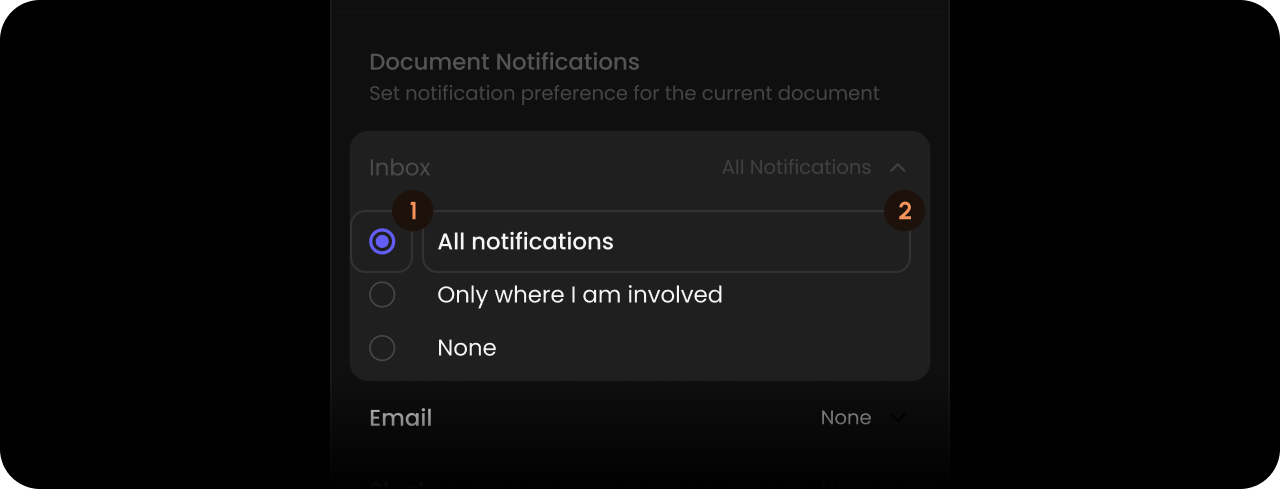 Document Notifications
Set notification preference for the current document
Inbox All Notifications
1 2
All notifications
Only where I am involved
None
Email None